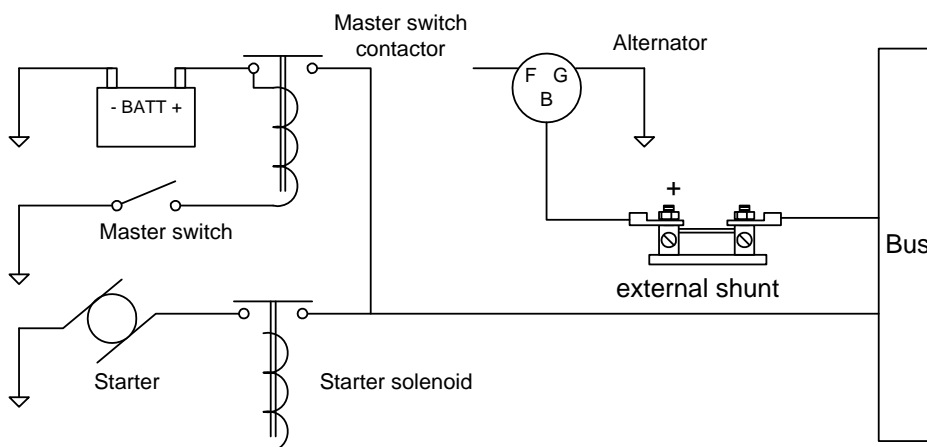 Master switch
contactor
Alternator
- BATT +
F G
B
+
Master switch
external shunt
Bus
Starter
Starter solenoid